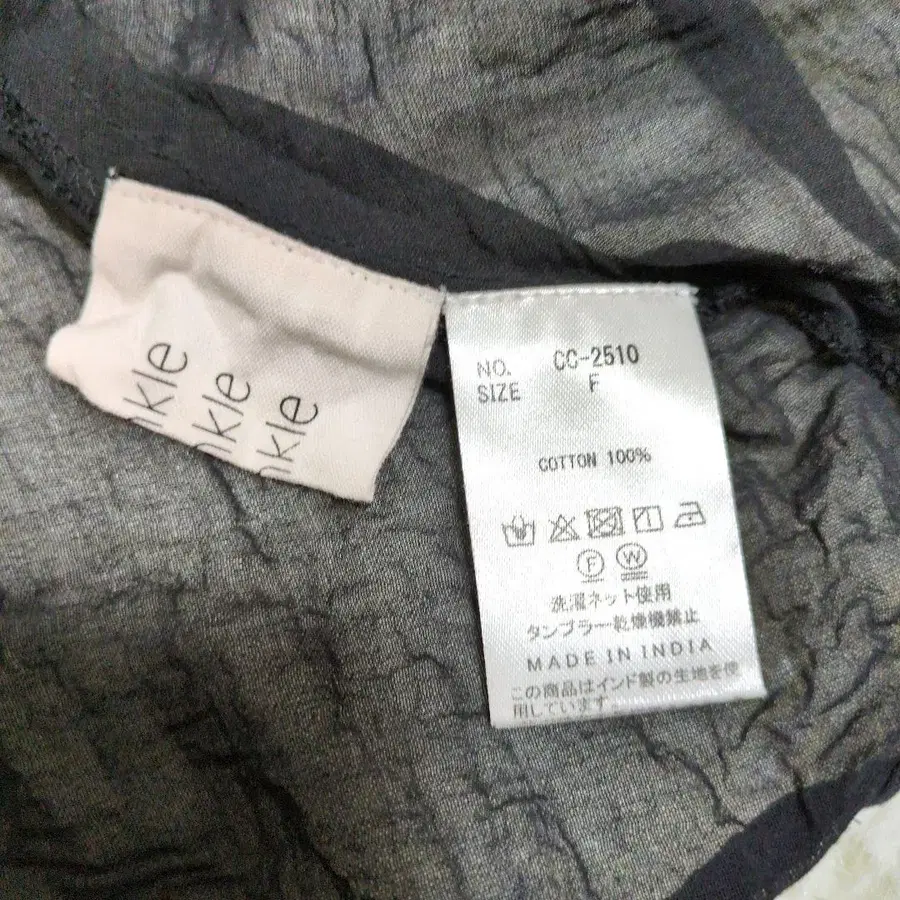 nkle
nkle
nkle
NO. CC-2510
SIZE F
COTTON 100%
F W
洗濯ネット使用
タンブラー乾燥機禁止
MADE IN INDIA
この商品はインド製の生地を使
用しています。